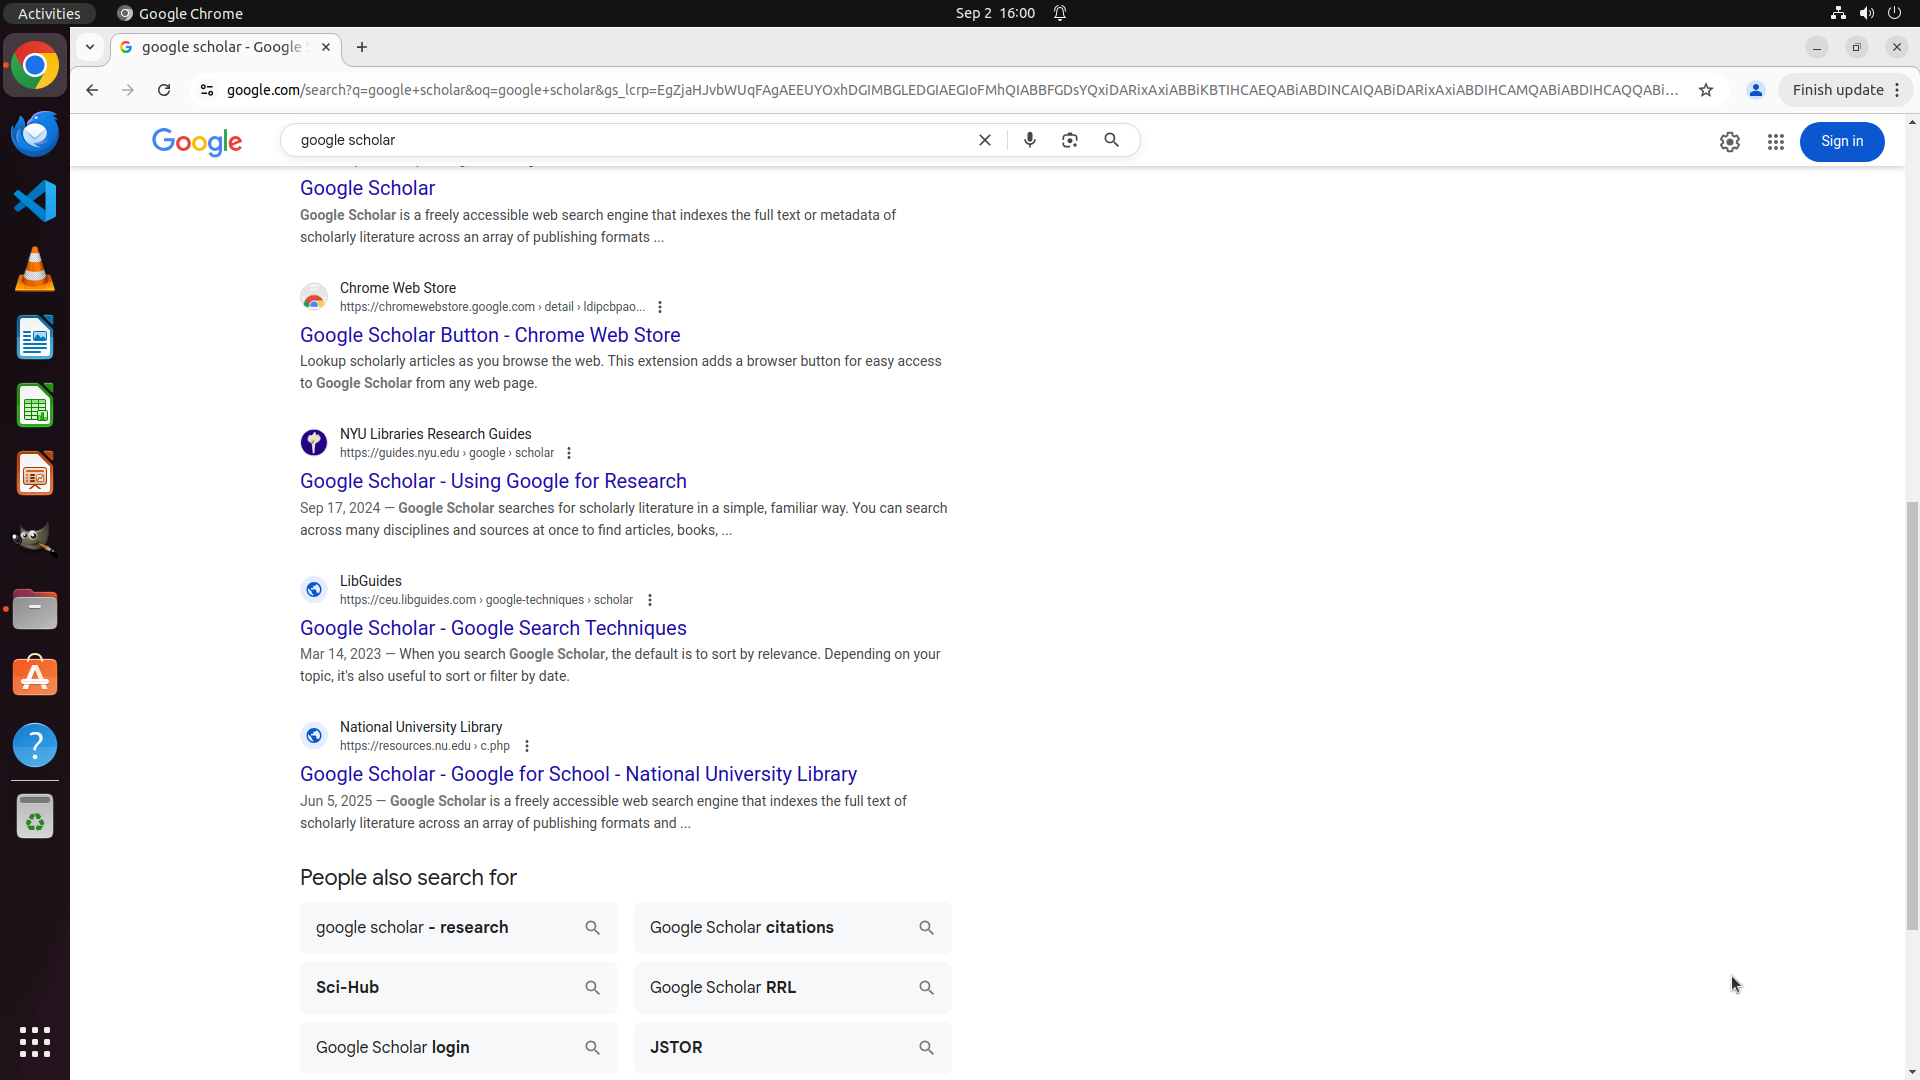 Activities
Google Chrome
Sep 2 16:00
google scholar - Google
google.com/search?q=google+scholar&oq=google+scholar&gs_lcrp=EgZjaHJvbWUqFAgAEEUYOxhDGIMBGLEDGIAEGIoFMhQIABBFGDsYQxiDARixAxiABBiKBTIHCAEQABiABDINCAIQABiDARixAxiABDIHCAMQABiABDIHCAQQABi...
Finish update
Google
google scholar
Sign in
Google Scholar
Google Scholar is a freely accessible web search engine that indexes the full text or metadata of
scholarly literature across an array of publishing formats ...
Chrome Web Store
https://chromewebstore.google.com › detail › ldipcbpao...
Google Scholar Button - Chrome Web Store
Lookup scholarly articles as you browse the web. This extension adds a browser button for easy access
to Google Scholar from any web page.
NYU Libraries Research Guides
https://guides.nyu.edu › google › scholar
Google Scholar - Using Google for Research
Sep 17, 2024 — Google Scholar searches for scholarly literature in a simple, familiar way. You can search
across many disciplines and sources at once to find articles, books, ...
LibGuides
https://ceu.libguides.com › google-techniques › scholar
Google Scholar - Google Search Techniques
Mar 14, 2023 — When you search Google Scholar, the default is to sort by relevance. Depending on your
topic, it's also useful to sort or filter by date.
National University Library
https://resources.nu.edu › c.php
Google Scholar - Google for School - National University Library
Jun 5, 2025 — Google Scholar is a freely accessible web search engine that indexes the full text of
scholarly literature across an array of publishing formats and ...
People also search for
google scholar - research
Google Scholar citations
Sci-Hub
Google Scholar RRL
Google Scholar login
JSTOR